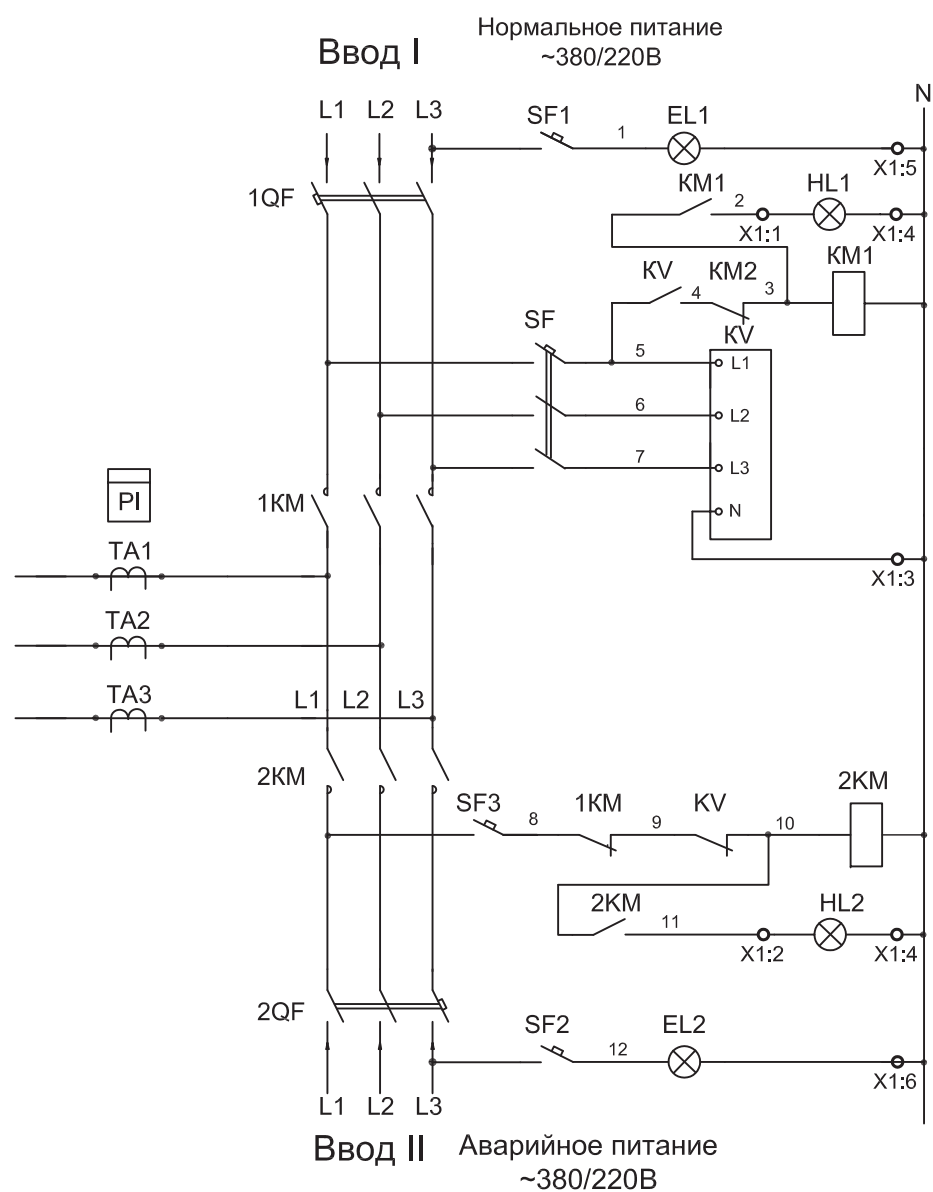 Нормальное питание
~380/220В
Ввод I
N
L1 L2 L3
SF1
1
EL1
X1:5
1QF
КМ1
2
HL1
X1:1
X1:4
KV
4
КМ2
3
КМ1
SF
KV
5
L1
6
L2
7
L3
N
X1:3
1КМ
PI
TA1
TA2
TA3
L1 L2 L3
2КМ
SF3
8
1КМ
9
KV
10
2КМ
2КМ
11
HL2
X1:2
X1:4
2QF
SF2
12
EL2
X1:6
L1 L2 L3
Ввод II
Аварийное питание
~380/220В